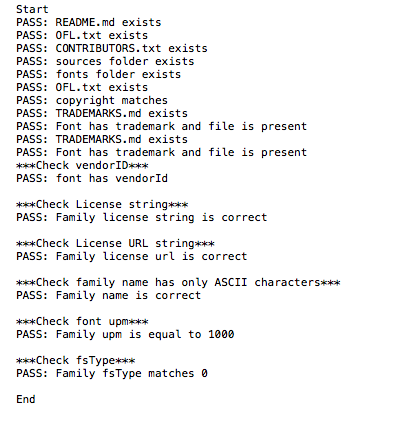 Start
PASS: README.md exists
PASS: OFL.txt exists
PASS: CONTRIBUTORS.txt exists
PASS: sources folder exists
PASS: fonts folder exists
PASS: OFL.txt exists
PASS: copyright matches
PASS: TRADEMARKS.md exists
PASS: Font has trademark and file is present
PASS: TRADEMARKS.md exists
PASS: Font has trademark and file is present
***Check vendorID***
PASS: font has vendorId
***Check License string***
PASS: Family license string is correct
***Check License URL string***
PASS: Family license url is correct
***Check family name has only ASCII characters***
PASS: Family name is correct
***Check font upm***
PASS: Family upm is equal to 1000
***Check fsType***
PASS: Family fsType matches 0
End